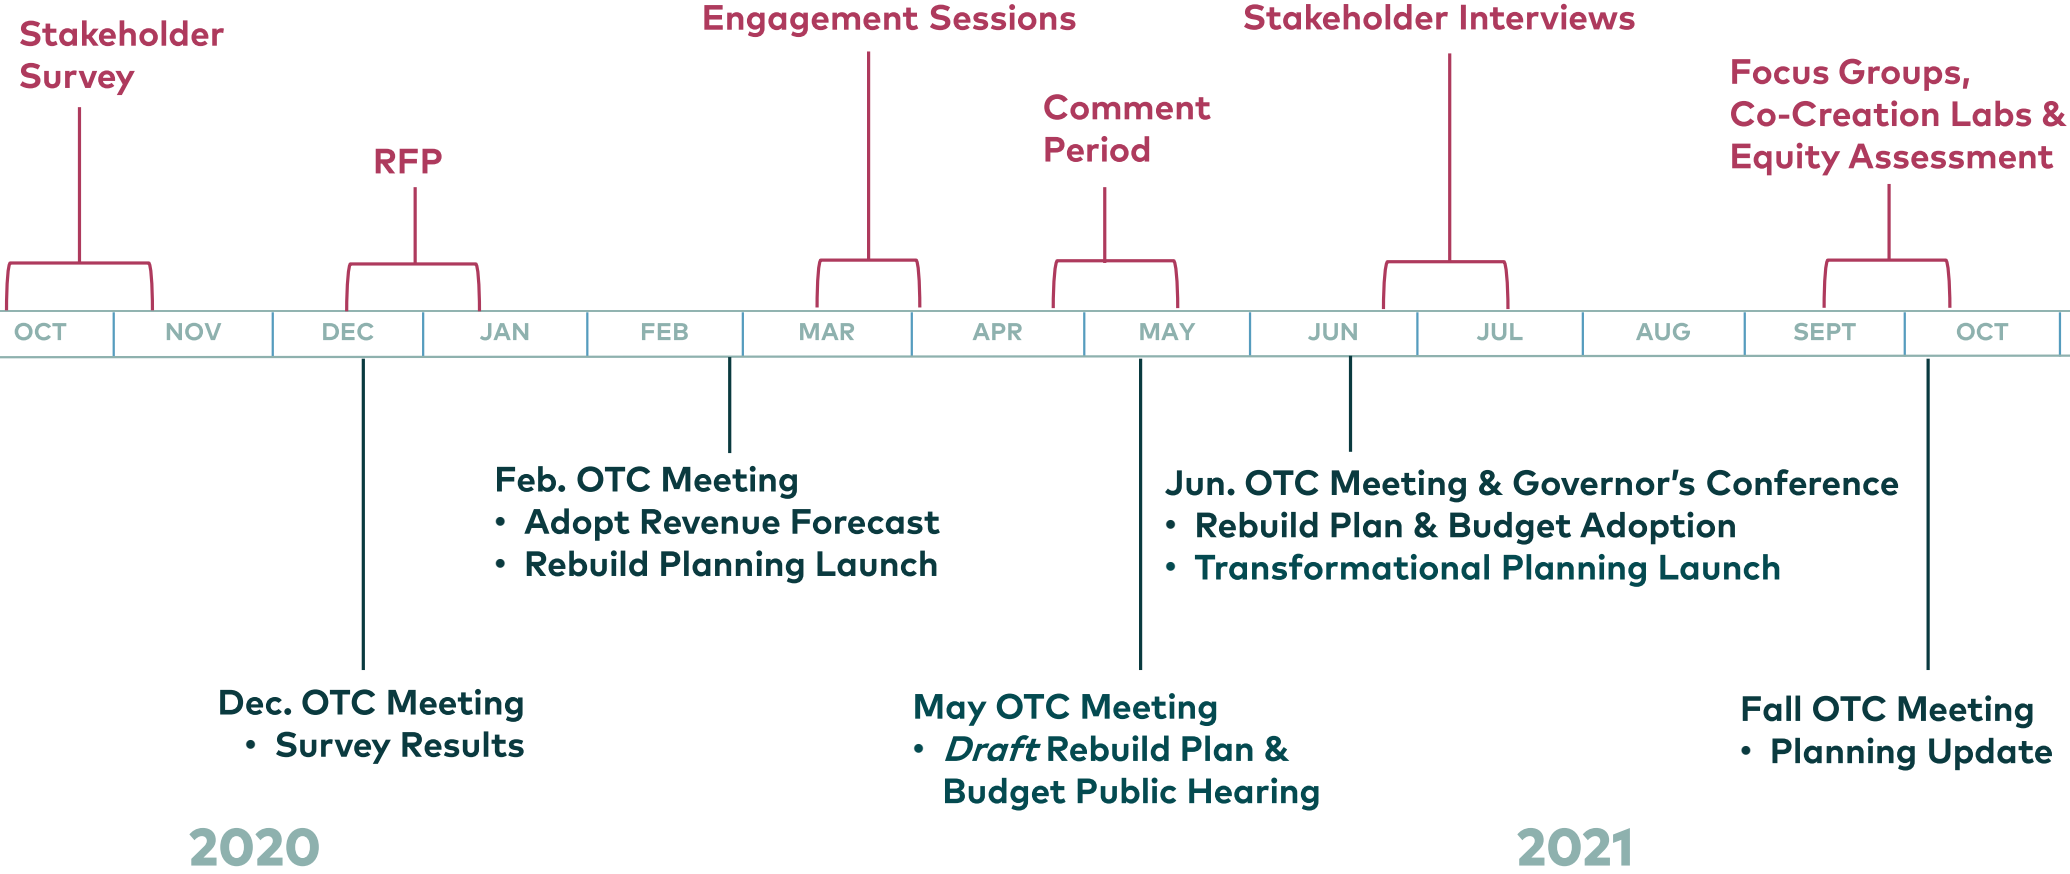 Stakeholder
Survey
RFP
Engagement Sessions
Comment
Period
Stakeholder Interviews
Focus Groups,
Co-Creation Labs &
Equity Assessment
OCT NOV DEC JAN FEB MAR APR MAY JUN JUL AUG SEPT OCT
Feb. OTC Meeting
• Adopt Revenue Forecast
• Rebuild Planning Launch
Jun. OTC Meeting & Governor's Conference
• Rebuild Plan & Budget Adoption
• Transformational Planning Launch
Dec. OTC Meeting
• Survey Results
May OTC Meeting
• Draft Rebuild Plan &
Budget Public Hearing
Fall OTC Meeting
• Planning Update
2020
2021